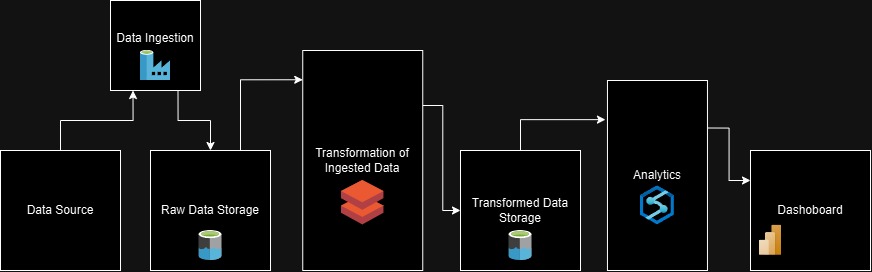 Data Ingestion
Data Source
Raw Data Storage
Transformation of
Ingested Data
Transformed Data
Storage
Analytics
Dashoboard